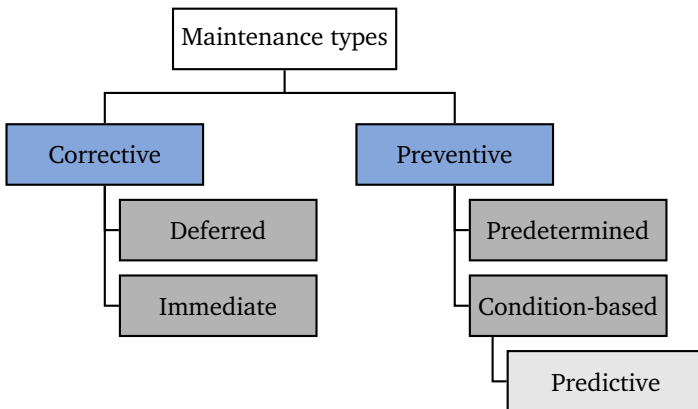 Maintenance types
Corrective
Preventive
Deferred
Predetermined
Immediate
Condition-based
Predictive